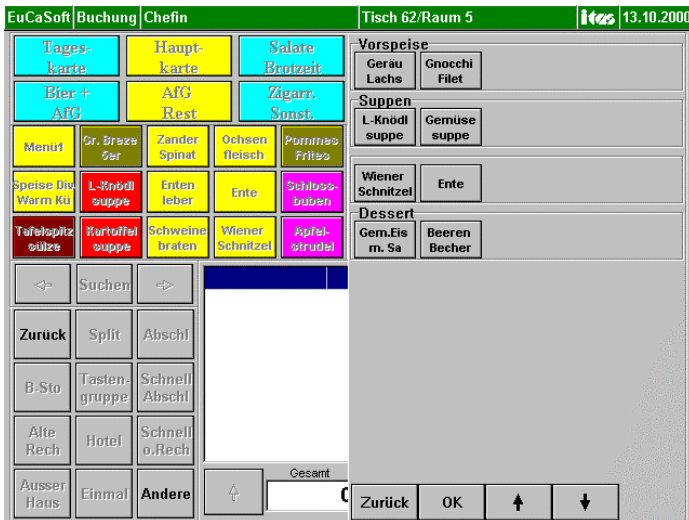 EuCaSoft Buchung Chefin Tisch 62/Raum 5 itos 13.10.2000
Tages-
karte
Haupt-
karte
Salate
Brotzeit
Bier +
AfG
AfG
Rest
Zigarr.
Sonst.
Menü1
Gr. Breze
6er
Zander
Spinat
Ochsen
fleisch
Pommes
Frites
Speise Div
Warm Kü
L-Knödl
suppe
Enten
leber
Ente
Schloss-
buben
Tafelspitz
sülze
Kartoffel
suppe
Schweine
braten
Wiener
Schnitzel
Apfel-
strudel
Suchen
Zurück
Split
Abschl
B-Sto
Tasten-
gruppe
Schnell
Abschl
Alte
Rech
Hotel
Schnell
o.Rech
Ausser
Haus
Einmal
Andere
Gesamt
0
Vorspeise
Geräu
Lachs
Gnocchi
Filet
Suppen
L-Knödl
suppe
Gemüse
suppe
Wiener
Schnitzel
Ente
Dessert
Gem.Eis
m. Sa
Beeren
Becher
Zurück
OK